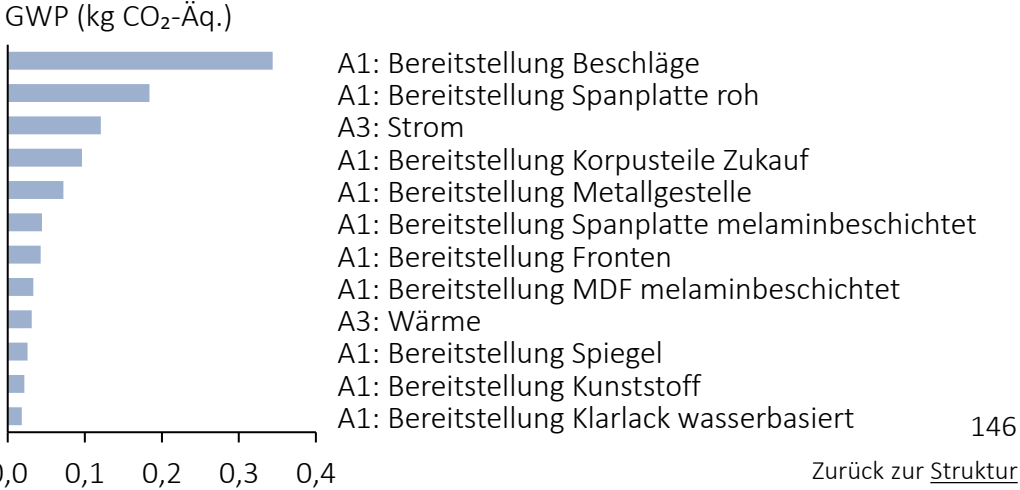 GWP (kg CO₂-Äq.)
A1: Bereitstellung Beschläge
A1: Bereitstellung Spanplatte roh
A3: Strom
A1: Bereitstellung Korpusteile Zukauf
A1: Bereitstellung Metallgestelle
A1: Bereitstellung Spanplatte melaminbeschichtet
A1: Bereitstellung Fronten
A1: Bereitstellung MDF melaminbeschichtet
A3: Wärme
A1: Bereitstellung Spiegel
A1: Bereitstellung Kunststoff
A1: Bereitstellung Klarlack wasserbasiert
146
0,0 0,1 0,2 0,3 0,4
Zurück zur Struktur